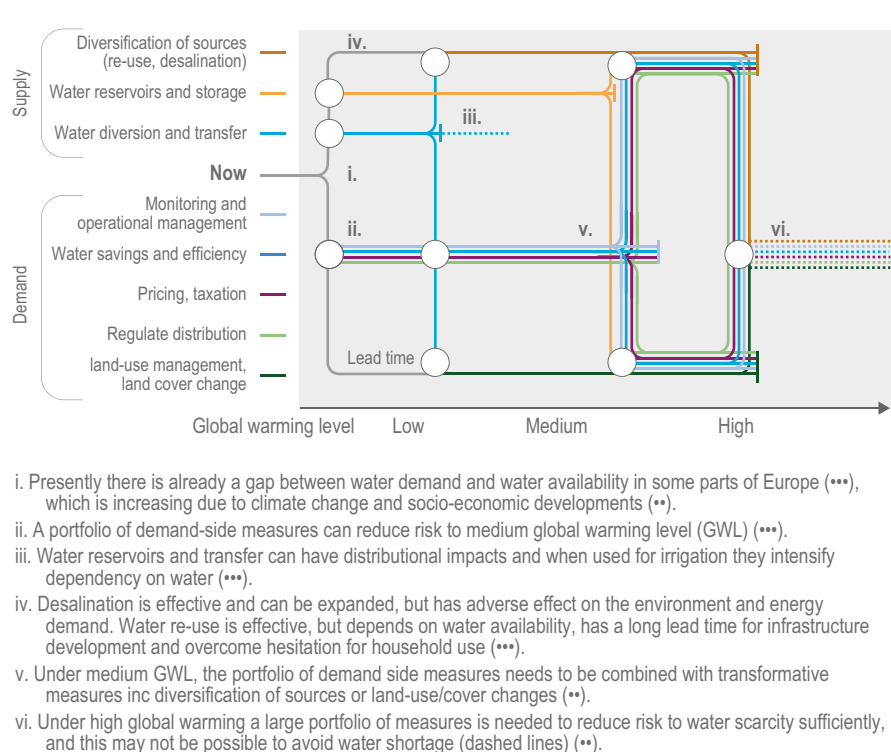 Supply
Diversification of sources
(re-use, desalination)
Water reservoirs and storage
Water diversion and transfer
Now
Demand
Monitoring and
operational management
Water savings and efficiency
Pricing, taxation
Regulate distribution
land-use management,
land cover change
iv.
iii.
i.
ii.
v.
vi.
Lead time
Global warming level
Low
Medium
High
i. Presently there is already a gap between water demand and water availability in some parts of Europe (•••),
which is increasing due to climate change and socio-economic developments (••).
ii. A portfolio of demand-side measures can reduce risk to medium global warming level (GWL) (•••).
iii. Water reservoirs and transfer can have distributional impacts and when used for irrigation they intensify
dependency on water (•••).
iv. Desalination is effective and can be expanded, but has adverse effect on the environment and energy
demand. Water re-use is effective, but depends on water availability, has a long lead time for infrastructure
development and overcome hesitation for household use (•••).
v. Under medium GWL, the portfolio of demand side measures needs to be combined with transformative
measures inc diversification of sources or land-use/cover changes (••).
vi. Under high global warming a large portfolio of measures is needed to reduce risk to water scarcity sufficiently,
and this may not be possible to avoid water shortage (dashed lines) (••).